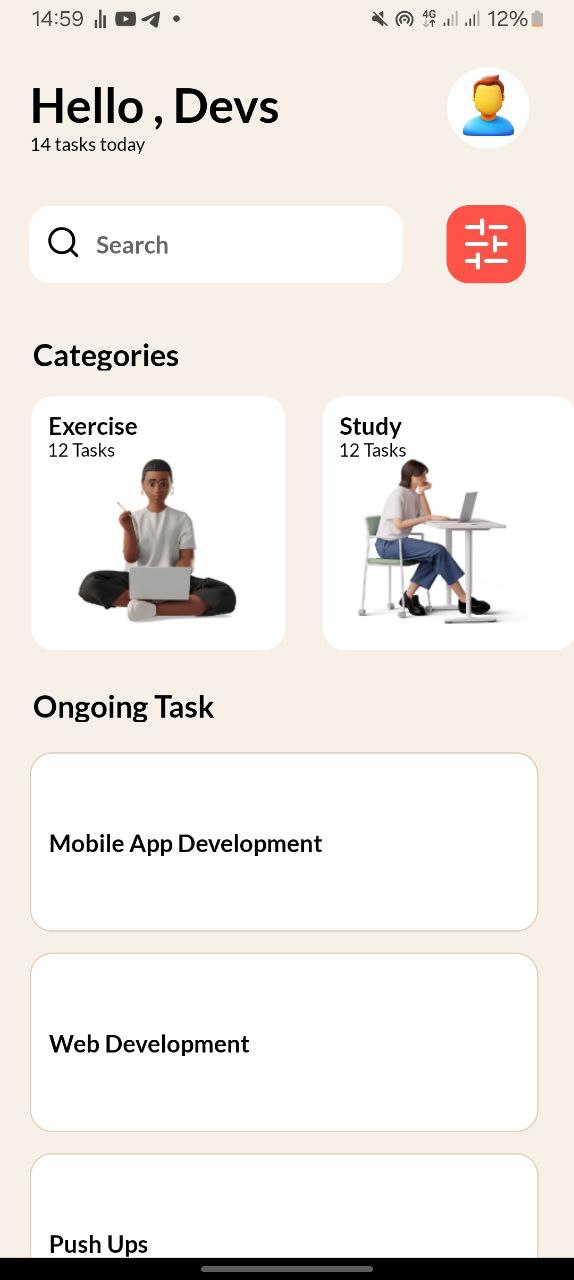 14:59 4G 12%
Hello , Devs
14 tasks today
Search
Categories
Exercise Study
12 Tasks 12 Tasks
Ongoing Task
Mobile App Development
Web Development
Push Ups